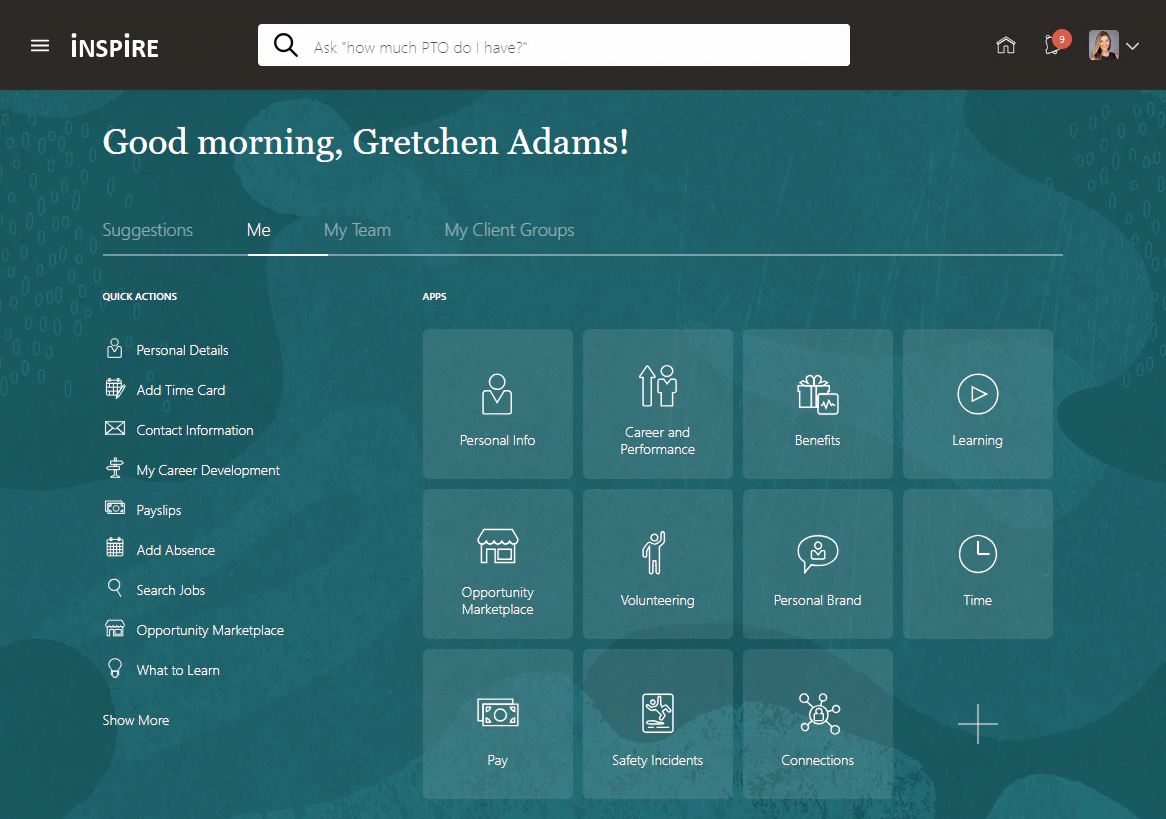 iNSPiRE
Ask "how much PTO do I have?"
9
Good morning, Gretchen Adams!
Suggestions
Me
My Team
My Client Groups
QUICK ACTIONS
Personal Details
Add Time Card
Contact Information
My Career Development
Payslips
Add Absence
Search Jobs
Opportunity Marketplace
What to Learn
Show More
APPS
Personal Info
Career and
Performance
Benefits
Learning
Opportunity
Marketplace
Volunteering
Personal Brand
Time
Pay
Safety Incidents
Connections